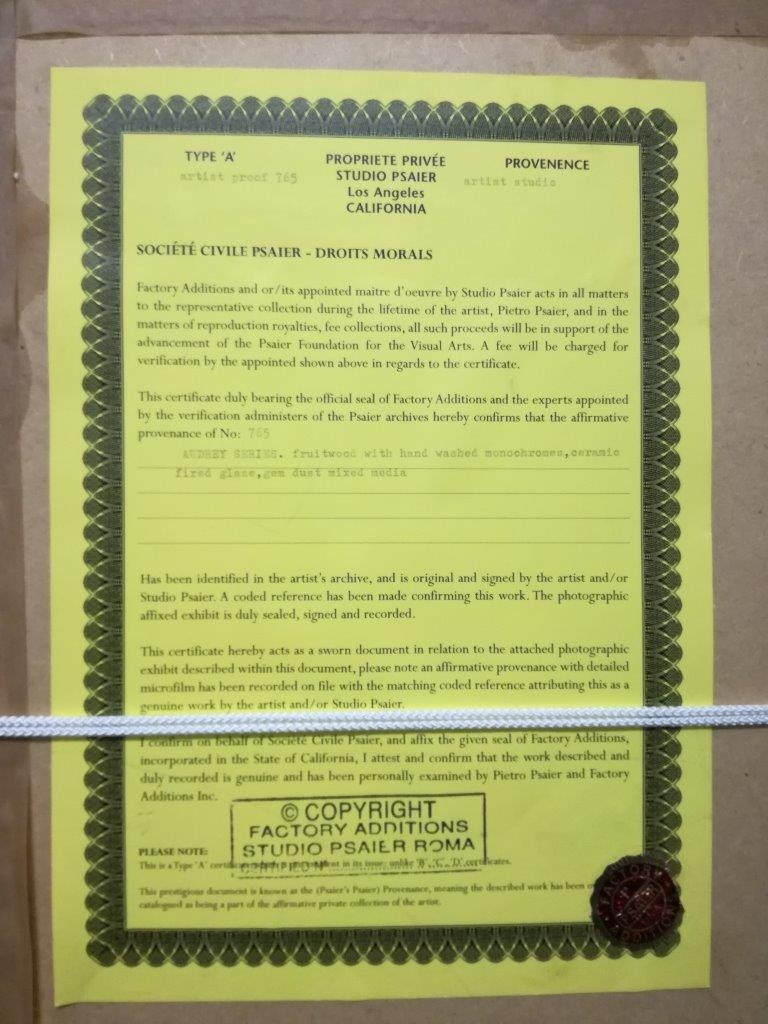 TYPE 'A'
artist proof 765
PROPRIETE PRIVÉE
STUDIO PSAIER
Los Angeles
CALIFORNIA
PROVENENCE
artist studio
SOCIÉTÉ CIVILE PSAIER - DROITS MORALS
Factory Additions and or/its appointed maitre d'oeuvre by Studio Psaier acts in all matters
to the representative collection during the lifetime of the artist, Pietro Psaier, and in the
matters of reproduction royalties, fee collections, all such proceeds will be in support of the
advancement of the Psaier Foundation for the Visual Arts. A fee will be charged for
verification by the appointed shown above in regards to the certificate.
This certificate duly bearing the official seal of Factory Additions and the experts appointed
by the verification administers of the Psaier archives hereby confirms that the affirmative
provenance of No: 765
AUDREY SERIES. fruitwood with hand washed monochromes,ceramic
fired glase,gem dust mixed media
Has been identified in the artist's archive, and is original and signed by the artist and/or
Studio Psaier. A coded reference has been made confirming this work. The photographic
affixed exhibit is duly sealed, signed and recorded.
This certificate hereby acts as a sworn document in relation to the attached photographic
exhibit described within this document, please note an affirmative provenance with detailed
microfilm has been recorded on file with the matching coded reference attributing this as a
genuine work by the artist and/or Studio Psaier.
I confirm on behalf of Société Civile Psaier, and affix the given seal of Factory Additions,
incorporated in the State of California, I attest and confirm that the work described and
duly recorded is genuine and has been personally examined by Pietro Psaier and Factory
Additions Inc.
© COPYRIGHT
FACTORY ADDITIONS
STUDIO PSAIER ROMA
CERTIFIED Nº
PLEASE NOTE:
This is a Type 'A' in its issue; unlike 'B', 'C', 'D', certificates.
This prestigious document is known as the (Psaier's Psaier) Provenance, meaning the described work has been
catalogued as being a part of the affirmative private collection of the artist.
FACTORY